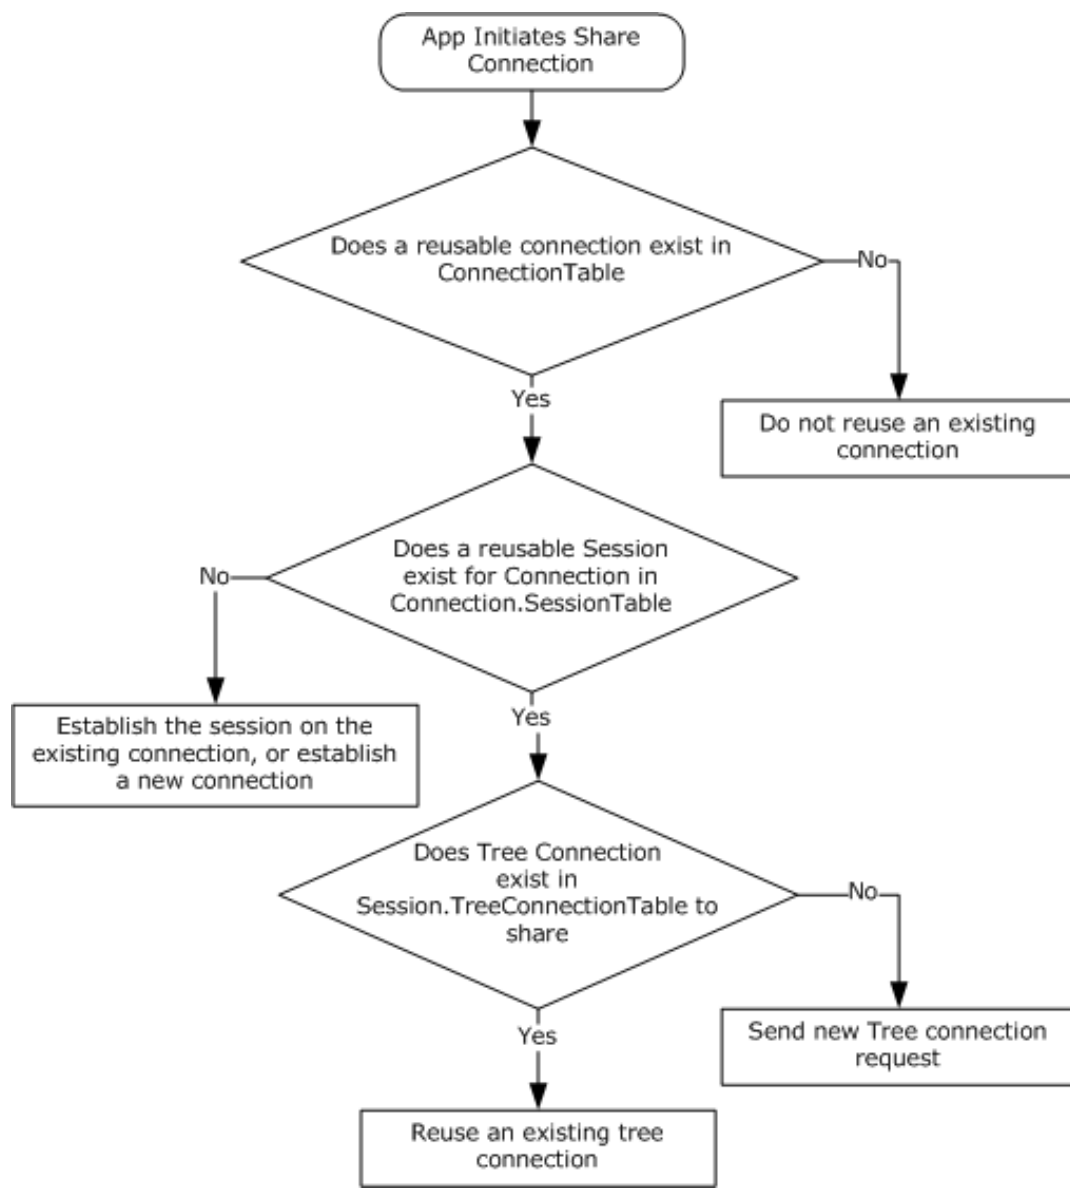 App Initiates Share
Connection
Does a reusable connection exist in
ConnectionTable
No
Yes
Do not reuse an existing
connection
Does a reusable Session
exist for Connection in
Connection.SessionTable
No
Yes
Establish the session on the
existing connection, or establish
a new connection
Does Tree Connection
exist in
Session.TreeConnectionTable to
share
No
Yes
Send new Tree connection
request
Reuse an existing tree
connection